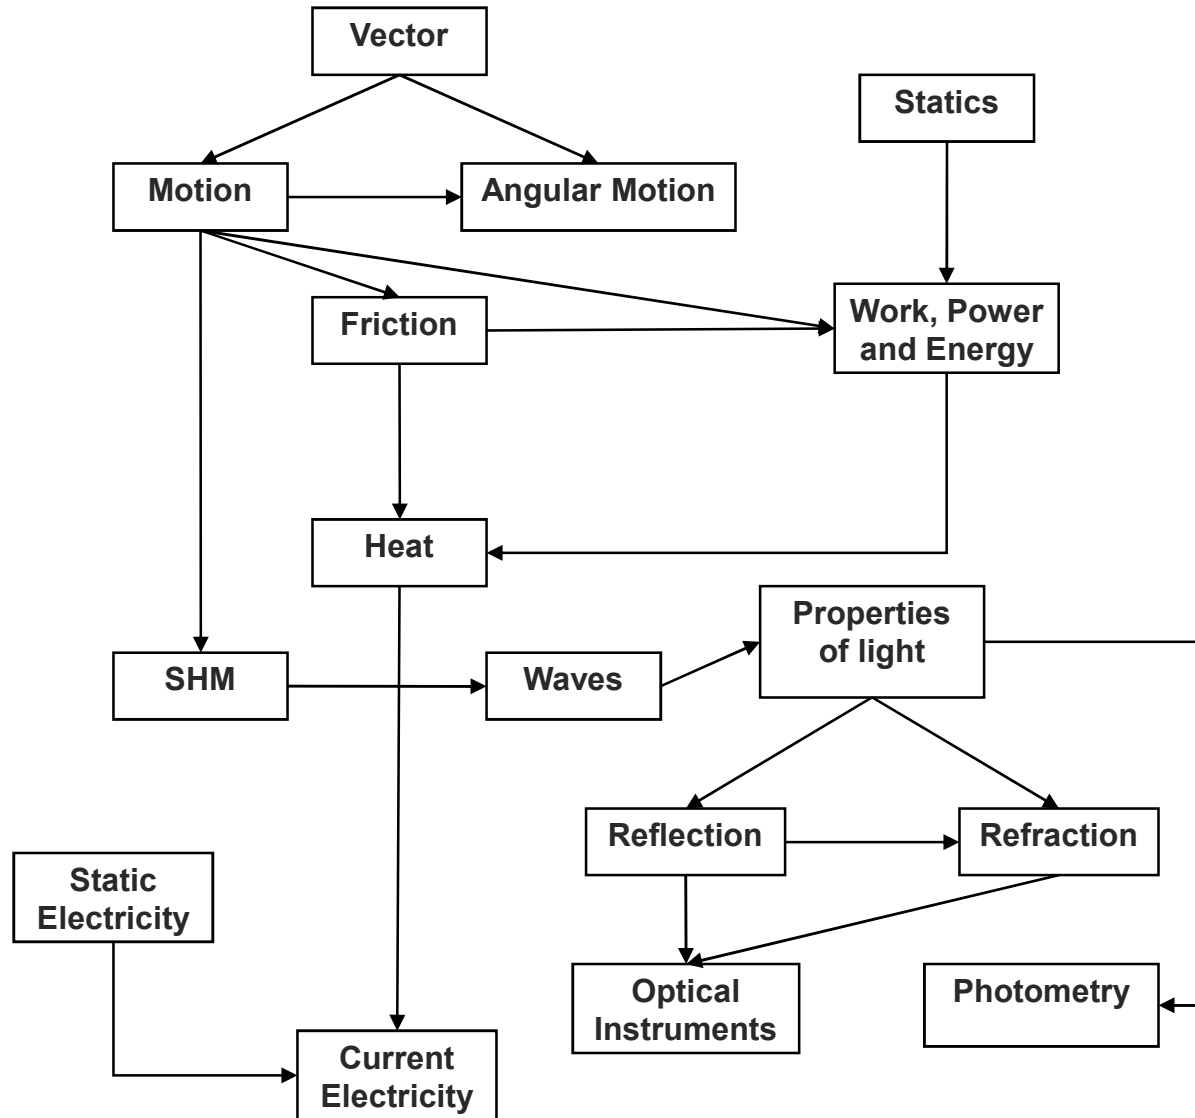 Vector
Statics
Motion
Angular Motion
Friction
Work, Power
and Energy
Heat
Properties
of light
SHM
Waves
Reflection
Refraction
Static
Electricity
Optical
Instruments
Photometry
Current
Electricity